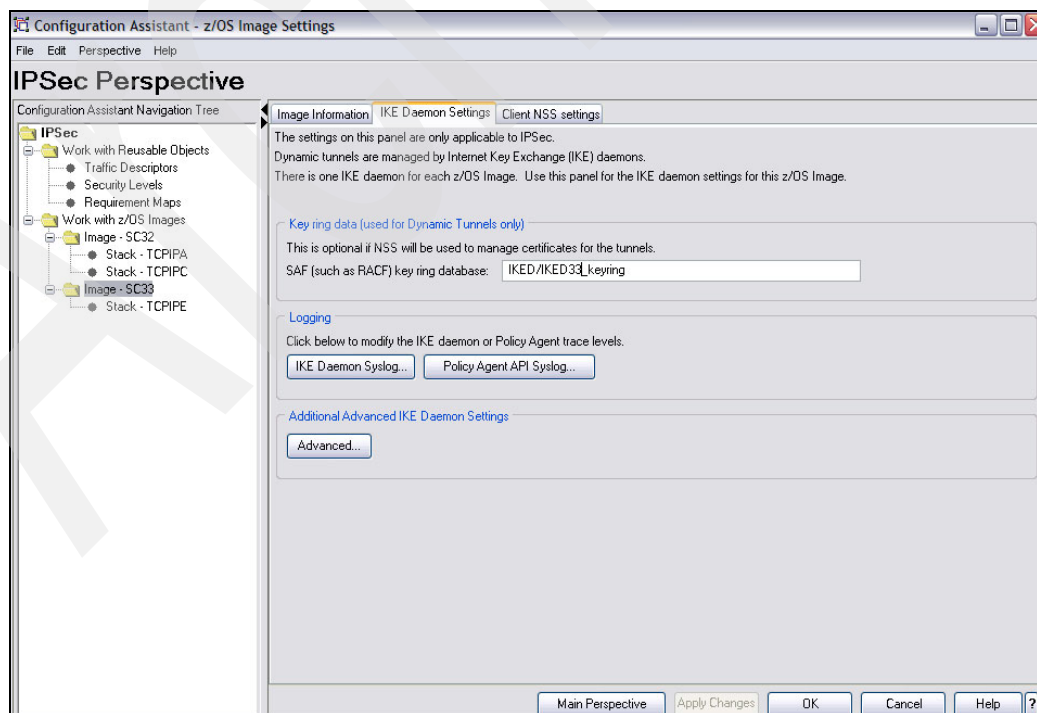 Configuration Assistant - z/OS Image Settings
File Edit Perspective Help
IPSec Perspective
Configuration Assistant Navigation Tree
IPSec
Work with Reusable Objects
Traffic Descriptors
Security Levels
Requirement Maps
Work with z/OS Images
Image - SC32
Stack - TCPIPA
Stack - TCPIPC
Image - SC33
Stack - TCPIPE
Image Information IKE Daemon Settings Client NSS settings
The settings on this panel are only applicable to IPSec.
Dynamic tunnels are managed by Internet Key Exchange (IKE) daemons.
There is one IKE daemon for each z/OS Image. Use this panel for the IKE daemon settings for this z/OS Image.
Key ring data (used for Dynamic Tunnels only)
This is optional if NSS will be used to manage certificates for the tunnels.
SAF (such as RACF) key ring database: IKED/IKED33_keyring
Logging
Click below to modify the IKE daemon or Policy Agent trace levels.
IKE Daemon Syslog... Policy Agent API Syslog...
Additional Advanced IKE Daemon Settings
Advanced...
Main Perspective Apply Changes OK Cancel Help ?